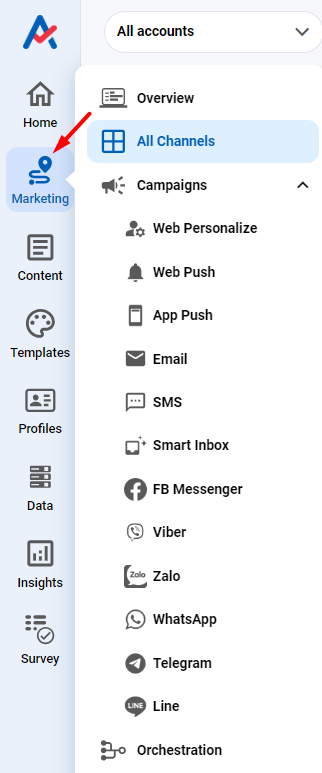 All accounts
Home
Marketing
Content
Templates
Profiles
Data
Insights
Survey
Overview
All Channels
Campaigns
Web Personalize
Web Push
App Push
Email
SMS
Smart Inbox
FB Messenger
Viber
Zalo
Zalo
WhatsApp
Telegram
LINE
Line
Orchestration